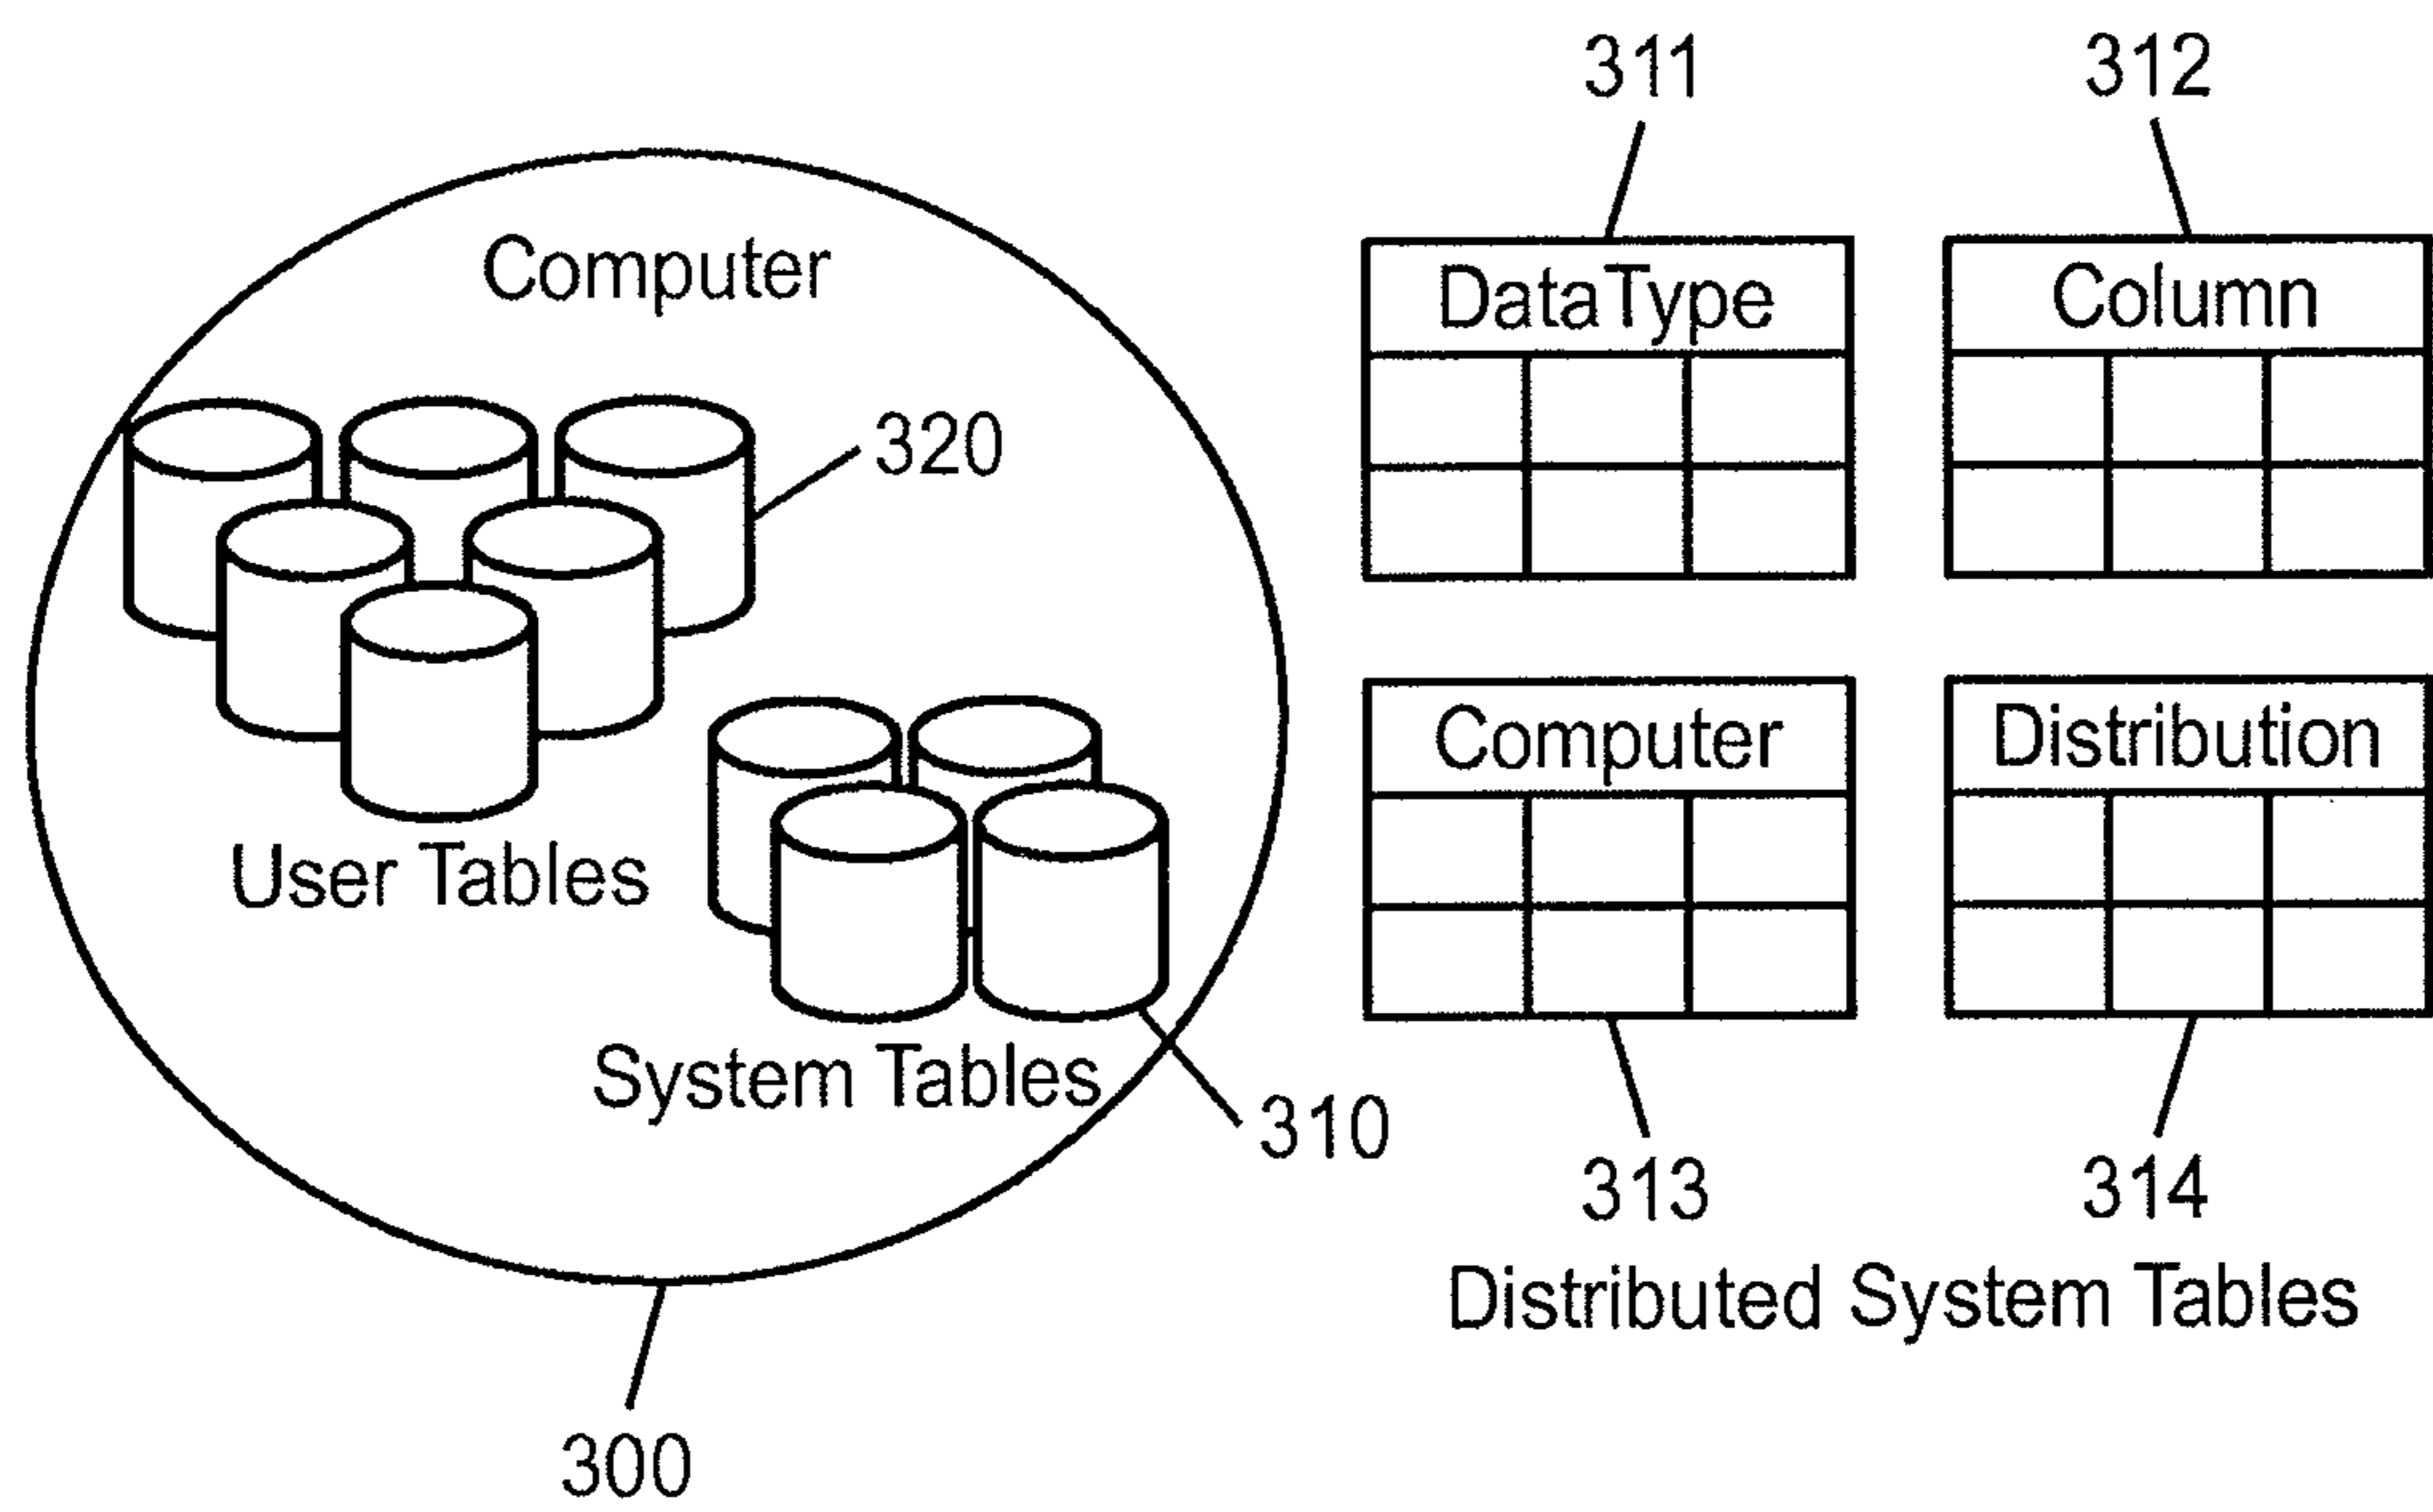 311
312
Computer
DataType
Column
320
Computer
Distribution
User Tables
System Tables
310
313
314
Distributed System Tables
300